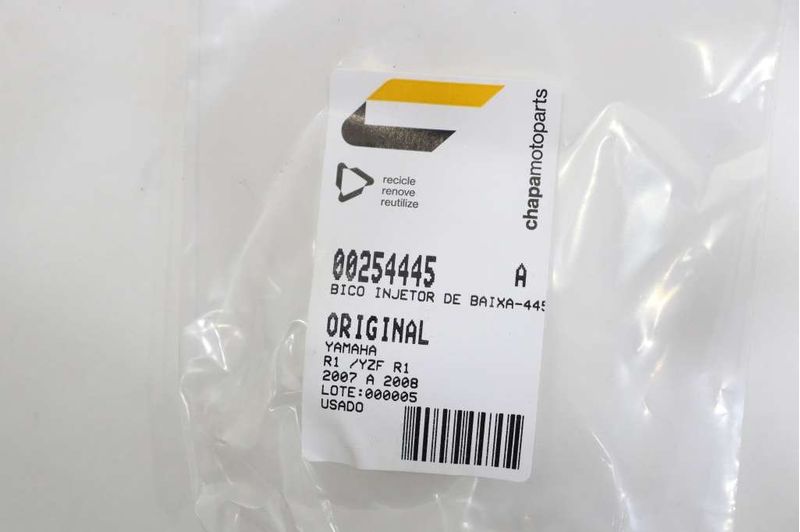 chapamotoparts
recicle
renove
reutilize
00254445 A
BICO INJETOR DE BAIXA-445
ORIGINAL
YAMAHA
R1 /YZF R1
2007 A 2008
LOTE:000005
USADO